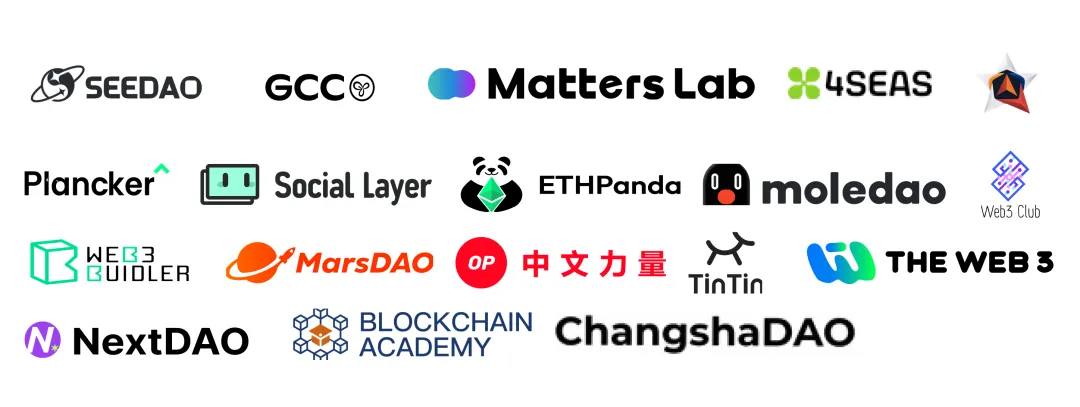 SEEDAO
GCC
Matters Lab
4SEAS
Plancker
Social Layer
ETHPanda
moledao
Web3 Club
WEB3
BUIDLER
MarsDAO
OP 中文力量
TinTin
THE WEB 3
N NextDAO
BLOCKCHAIN
ACADEMY
ChangshaDAO